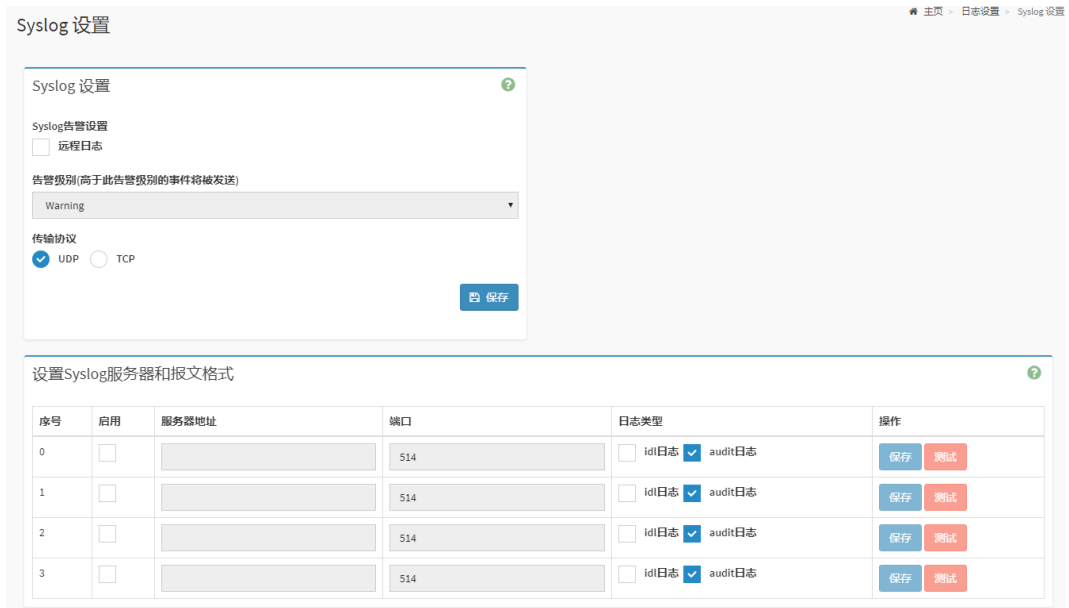 主页 > 日志设置 > Syslog 设置
Syslog 设置
Syslog 设置
Syslog告警设置
远程日志
告警级别(高于此告警级别的事件将被发送)
Warning
传输协议
UDP TCP
保存
设置Syslog服务器和报文格式
序号 启用 服务器地址 端口 日志类型 操作
0 514 idl日志 audit日志 保存 测试
1 514 idl日志 audit日志 保存 测试
2 514 idl日志 audit日志 保存 测试
3 514 idl日志 audit日志 保存 测试